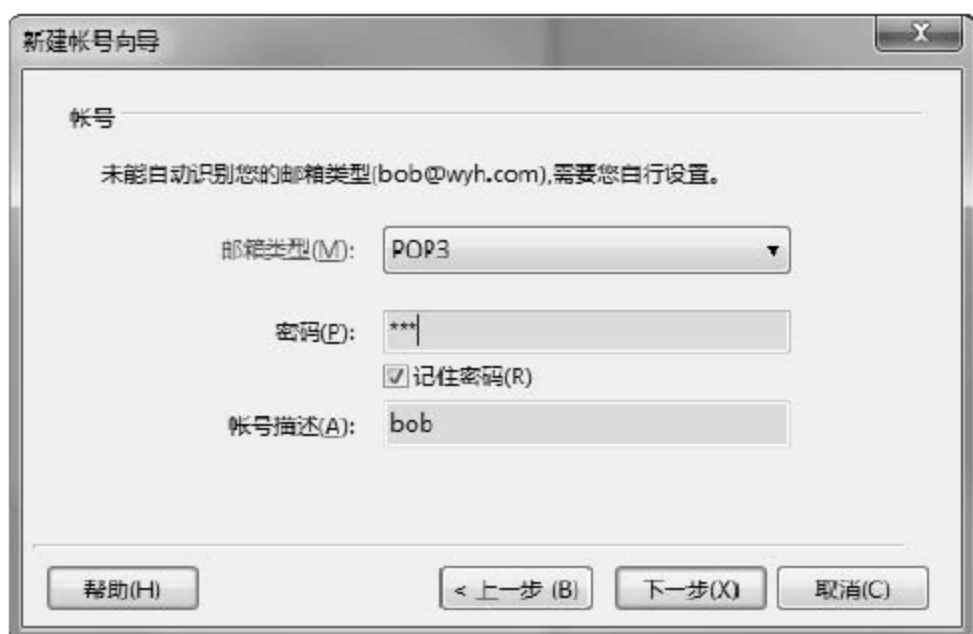 新建帐号向导
X
帐号
未能自动识别您的邮箱类型(bob@wyh.com),需要您自行设置。
邮箱类型(M): POP3
密码(P): ***
记住密码(R)
帐号描述(A): bob
帮助(H) < 上一步 (B) 下一步(X) 取消(C)